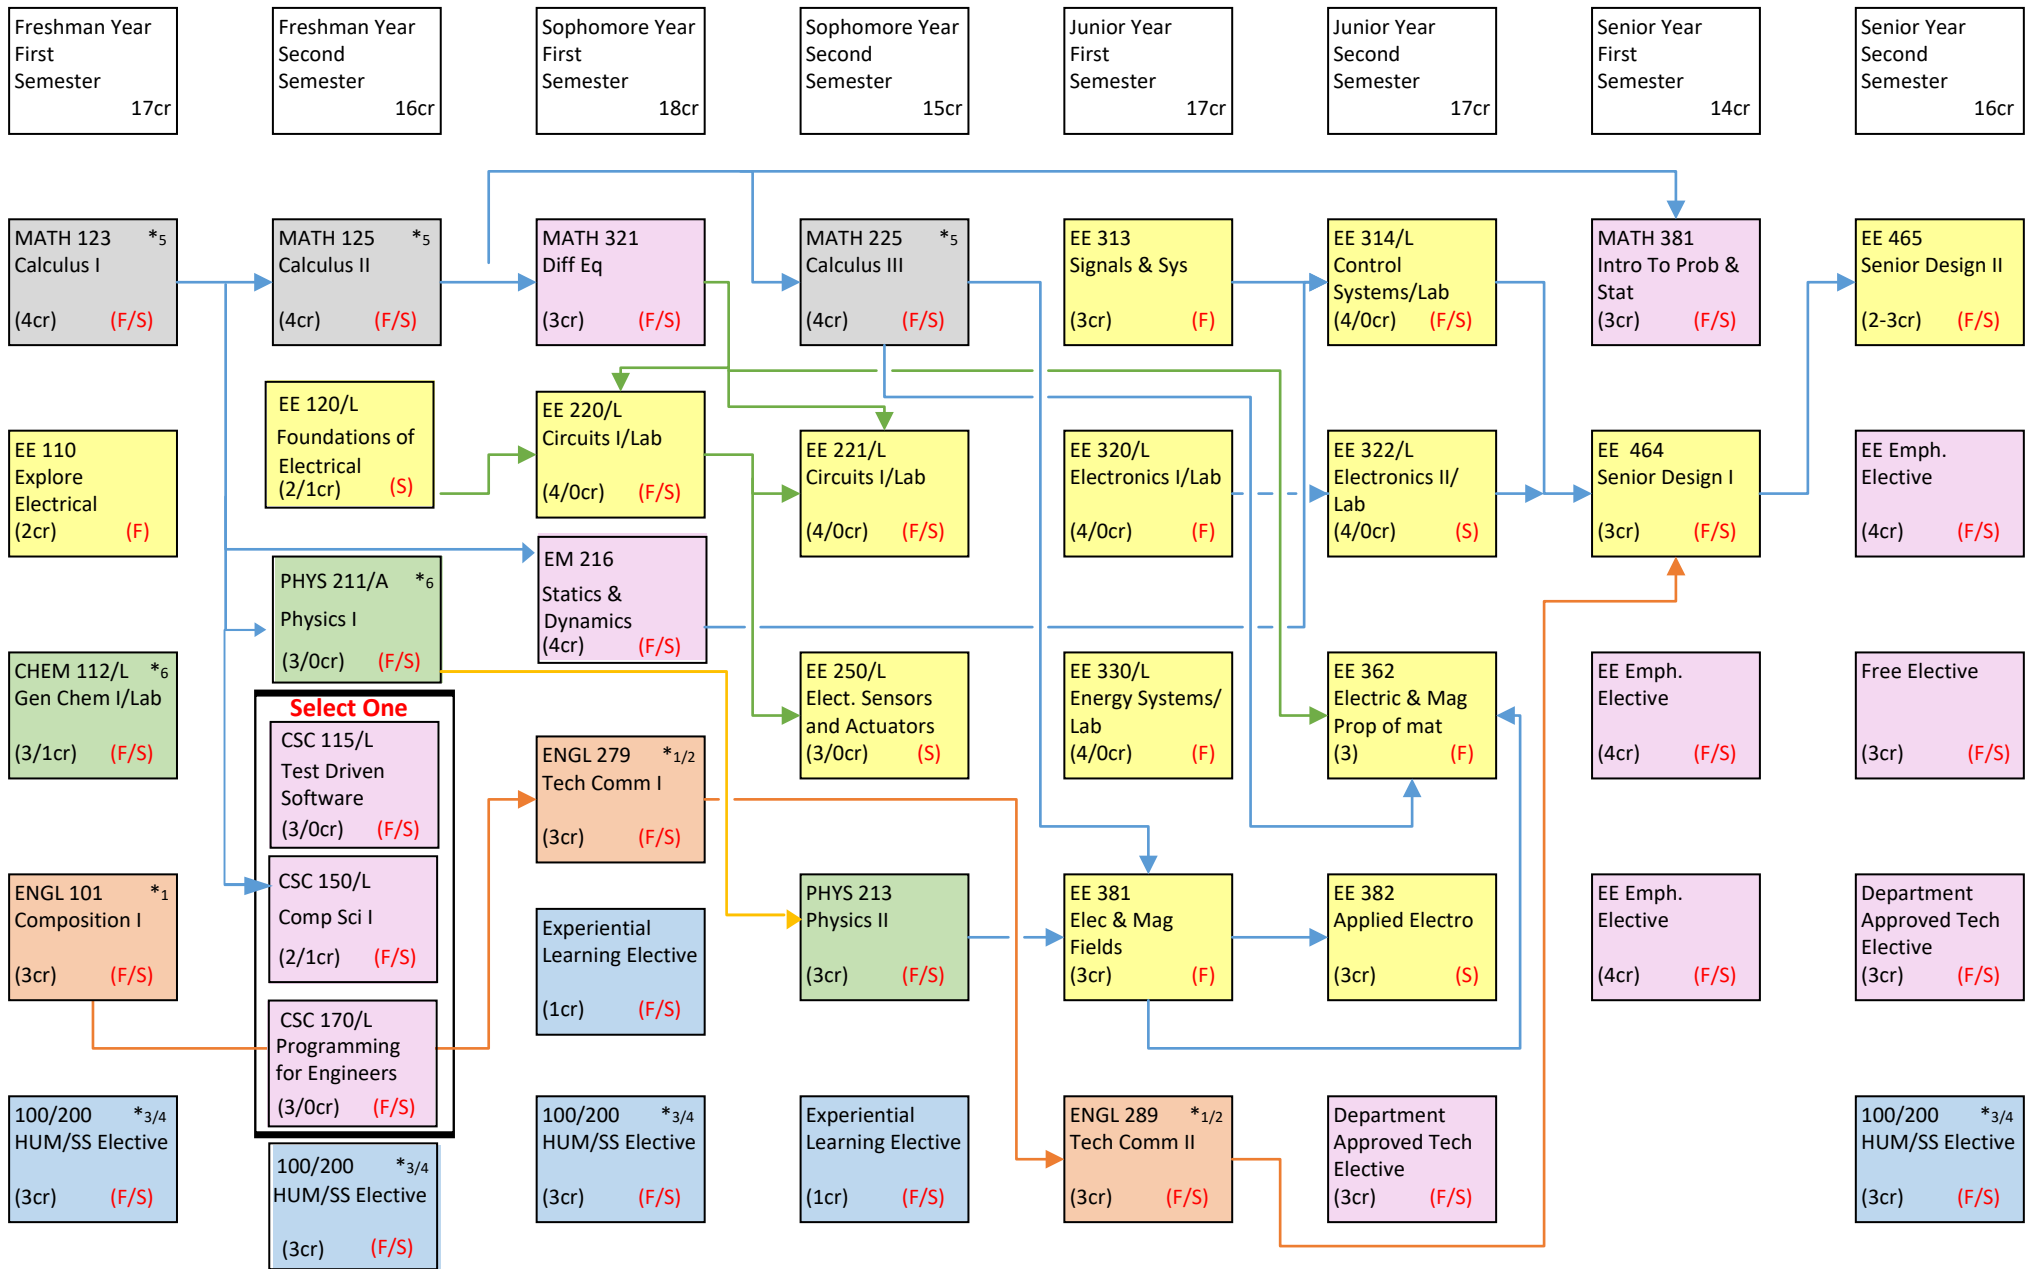 Freshman Year
First
Semester
17cr
Freshman Year
Second
Semester
16cr
Sophomore Year
First
Semester
18cr
Sophomore Year
Second
Semester
15cr
Junior Year
First
Semester
17cr
Junior Year
Second
Semester
17cr
Senior Year
First
Semester
14cr
Senior Year
Second
Semester
16cr
MATH 123 *5
Calculus I
(4cr) (F/S)
MATH 125 *5
Calculus II
(4cr) (F/S)
MATH 321
Diff Eq
(3cr) (F/S)
MATH 225 *5
Calculus III
(4cr) (F/S)
EE 313
Signals & Sys
(3cr) (F)
EE 314/L
Control
Systems/Lab
(4/0cr) (F/S)
MATH 381
Intro To Prob &
Stat
(3cr) (F/S)
EE 465
Senior Design II
(2-3cr) (F/S)
EE 110
Explore
Electrical
(2cr) (F)
EE 120/L
Foundations of
Electrical
(2/1cr) (S)
EE 220/L
Circuits I/Lab
(4/0cr) (F/S)
EE 221/L
Circuits I/Lab
(4/0cr) (F/S)
EE 320/L
Electronics I/Lab
(4/0cr) (F)
EE 322/L
Electronics II/
Lab
(4/0cr) (S)
EE 464
Senior Design I
(3cr) (F/S)
EE Emph.
Elective
(4cr) (F/S)
PHYS 211/A *6
Physics I
(3/0cr) (F/S)
EM 216
Statics &
Dynamics
(4cr) (F/S)
CHEM 112/L *6
Gen Chem I/Lab
(3/1cr) (F/S)
Select One
CSC 115/L
Test Driven
Software
(3/0cr) (F/S)
CSC 150/L
Comp Sci I
(2/1cr) (F/S)
CSC 170/L
Programming
for Engineers
(3/0cr) (F/S)
ENGL 279 *1/2
Tech Comm I
(3cr) (F/S)
EE 250/L
Elect. Sensors
and Actuators
(3/0cr) (S)
EE 330/L
Energy Systems/
Lab
(4/0cr) (F)
EE 362
Electric & Mag
Prop of mat
(3) (F)
EE Emph.
Elective
(4cr) (F/S)
Free Elective
(3cr) (F/S)
ENGL 101 *1
Composition I
(3cr) (F/S)
Experiential
Learning Elective
(1cr) (F/S)
PHYS 213
Physics II
(3cr) (F/S)
EE 381
Elec & Mag
Fields
(3cr) (F)
EE 382
Applied Electro
(3cr) (S)
EE Emph.
Elective
(4cr) (F/S)
Department
Approved Tech
Elective
(3cr) (F/S)
100/200 *3/4
HUM/SS Elective
(3cr) (F/S)
100/200 *3/4
HUM/SS Elective
(3cr) (F/S)
100/200 *3/4
HUM/SS Elective
(3cr) (F/S)
Experiential
Learning Elective
(1cr) (F/S)
ENGL 289 *1/2
Tech Comm II
(3cr) (F/S)
Department
Approved Tech
Elective
(3cr) (F/S)
100/200 *3/4
HUM/SS Elective
(3cr) (F/S)